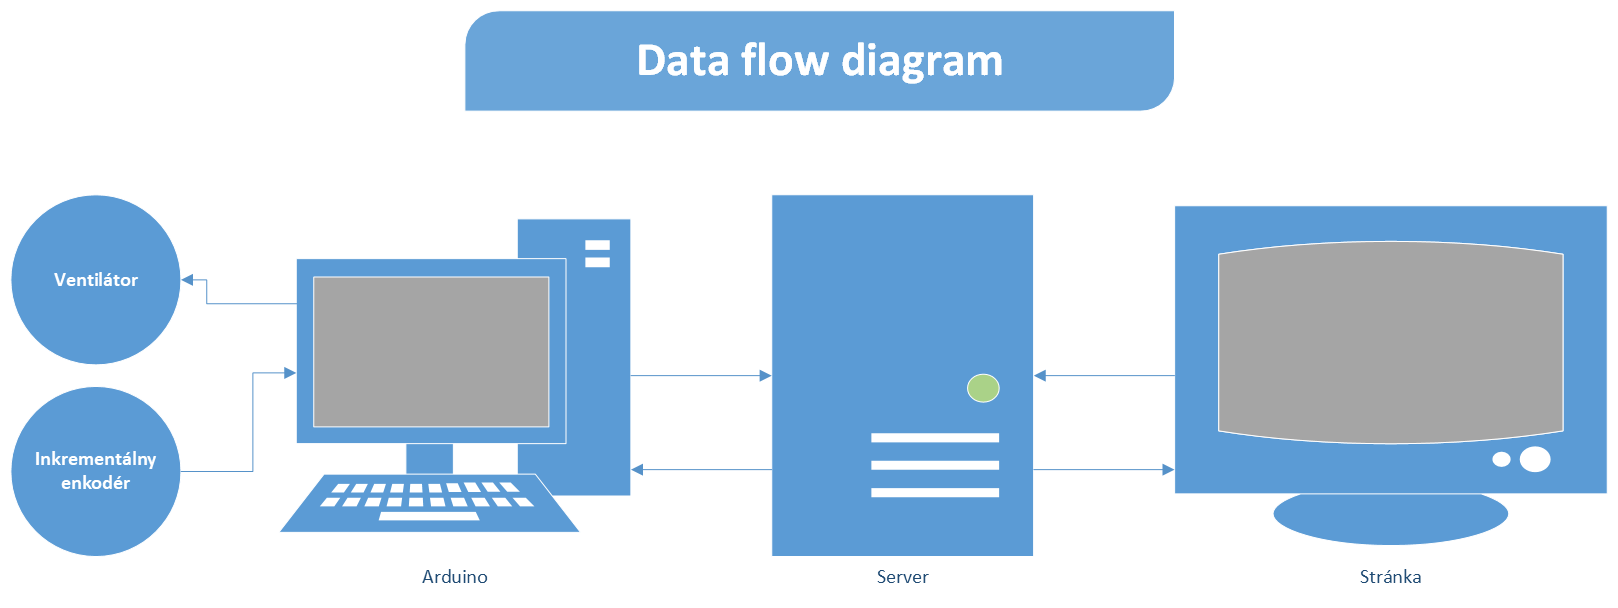 Data flow diagram
Ventilátor
Inkrementálny
enkodér
Arduino
Server
Stránka